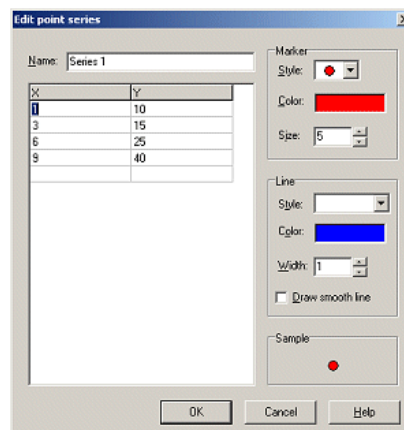 Edit point series
Name: Series 1
X Y
1 10
3 15
6 25
9 40
Marker
Style:
Color:
Size: 5
Line
Style:
Color:
Width: 1
Draw smooth line
Sample
OK Cancel Help